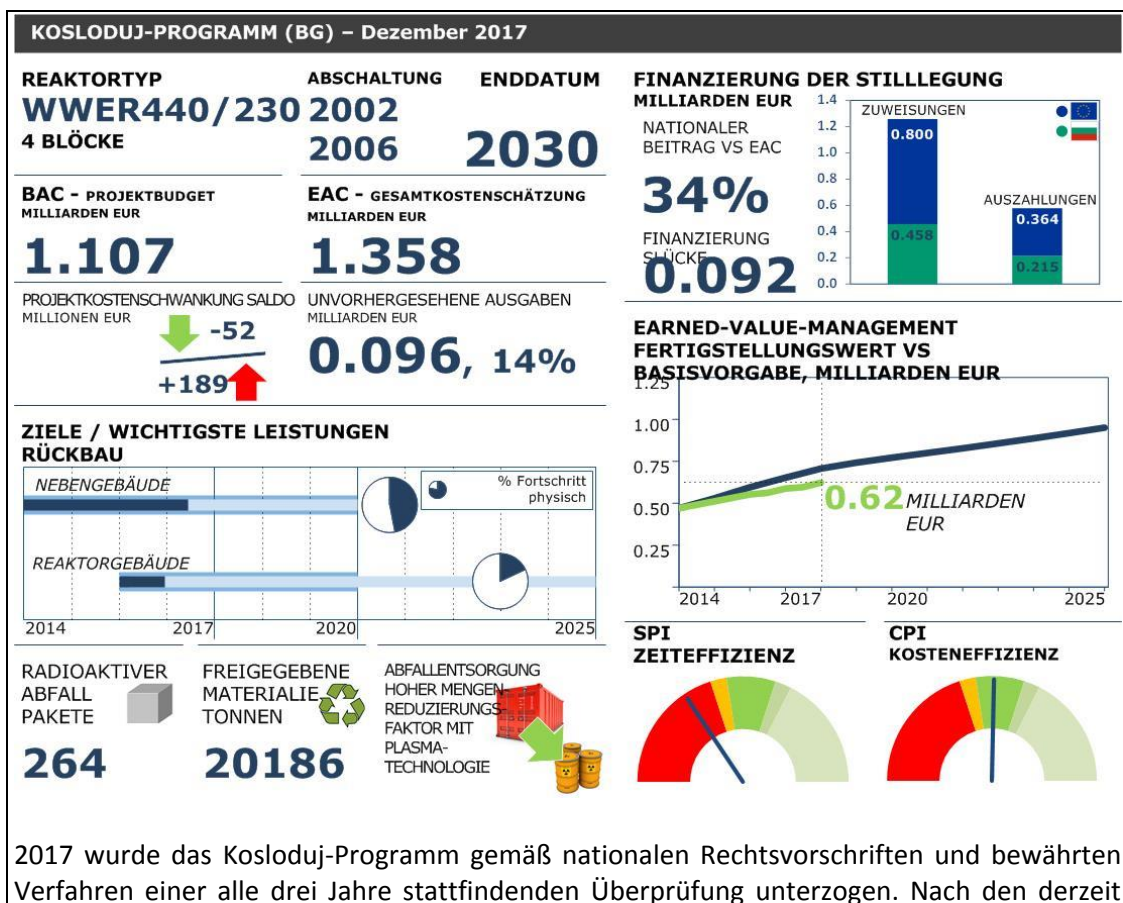 KOSLODUJ-PROGRAMM (BG) – Dezember 2017
REAKTORTYP
WWER440/230
4 BLÖCKE
ABSCHALTUNG
2002
2006
ENDDATUM
2030
BAC - PROJEKTBUDGET
MILLIARDEN EUR
1.107
EAC - GESAMTKOSTENSCHÄTZUNG
MILLIARDEN EUR
1.358
PROJEKTKOSTENSCHWANKUNG SALDO
MILLIONEN EUR
-52
+189
UNVORHERGESEHENE AUSGABEN
MILLIARDEN EUR
0.096, 14%
ZIELE / WICHTIGSTE LEISTUNGEN
RÜCKBAU
NEBENGEBÄUDE
% Fortschritt
physisch
REAKTORGEBÄUDE
2014 2017 2020 2025
RADIOAKTIVER
ABFALL
PAKETE
264
FREIGEGEBENE
MATERIALIE
TONNEN
20186
ABFALLENTSORGUNG
HOHER MENGEN-
REDUZIERUNGS-
FAKTOR MIT
PLASMA-
TECHNOLOGIE
FINANZIERUNG DER STILLLEGUNG
MILLIARDEN EUR
NATIONALER
BEITRAG VS EAC
34%
FINANZIERUNG
SLÜCKE
0.092
1.4
1.2
1.0
0.8
0.6
0.4
0.2
0.0
ZUWEISUNGEN
0.800
0.458
AUSZAHLUNGEN
0.364
0.215
EARNED-VALUE-MANAGEMENT
FERTIGSTELLUNGSWERT VS
BASISVORGABE, MILLIARDEN EUR
1.25
1.00
0.75
0.50
0.25
0.62 MILLIARDEN
EUR
2014 2017 2020 2025
SPI
ZEITEFFIZIENZ
CPI
KOSTENEFFIZIENZ
2017 wurde das Kosloduj-Programm gemäß nationalen Rechtsvorschriften und bewährten
Verfahren einer alle drei Jahre stattfindenden Überprüfung unterzogen. Nach den derzeit